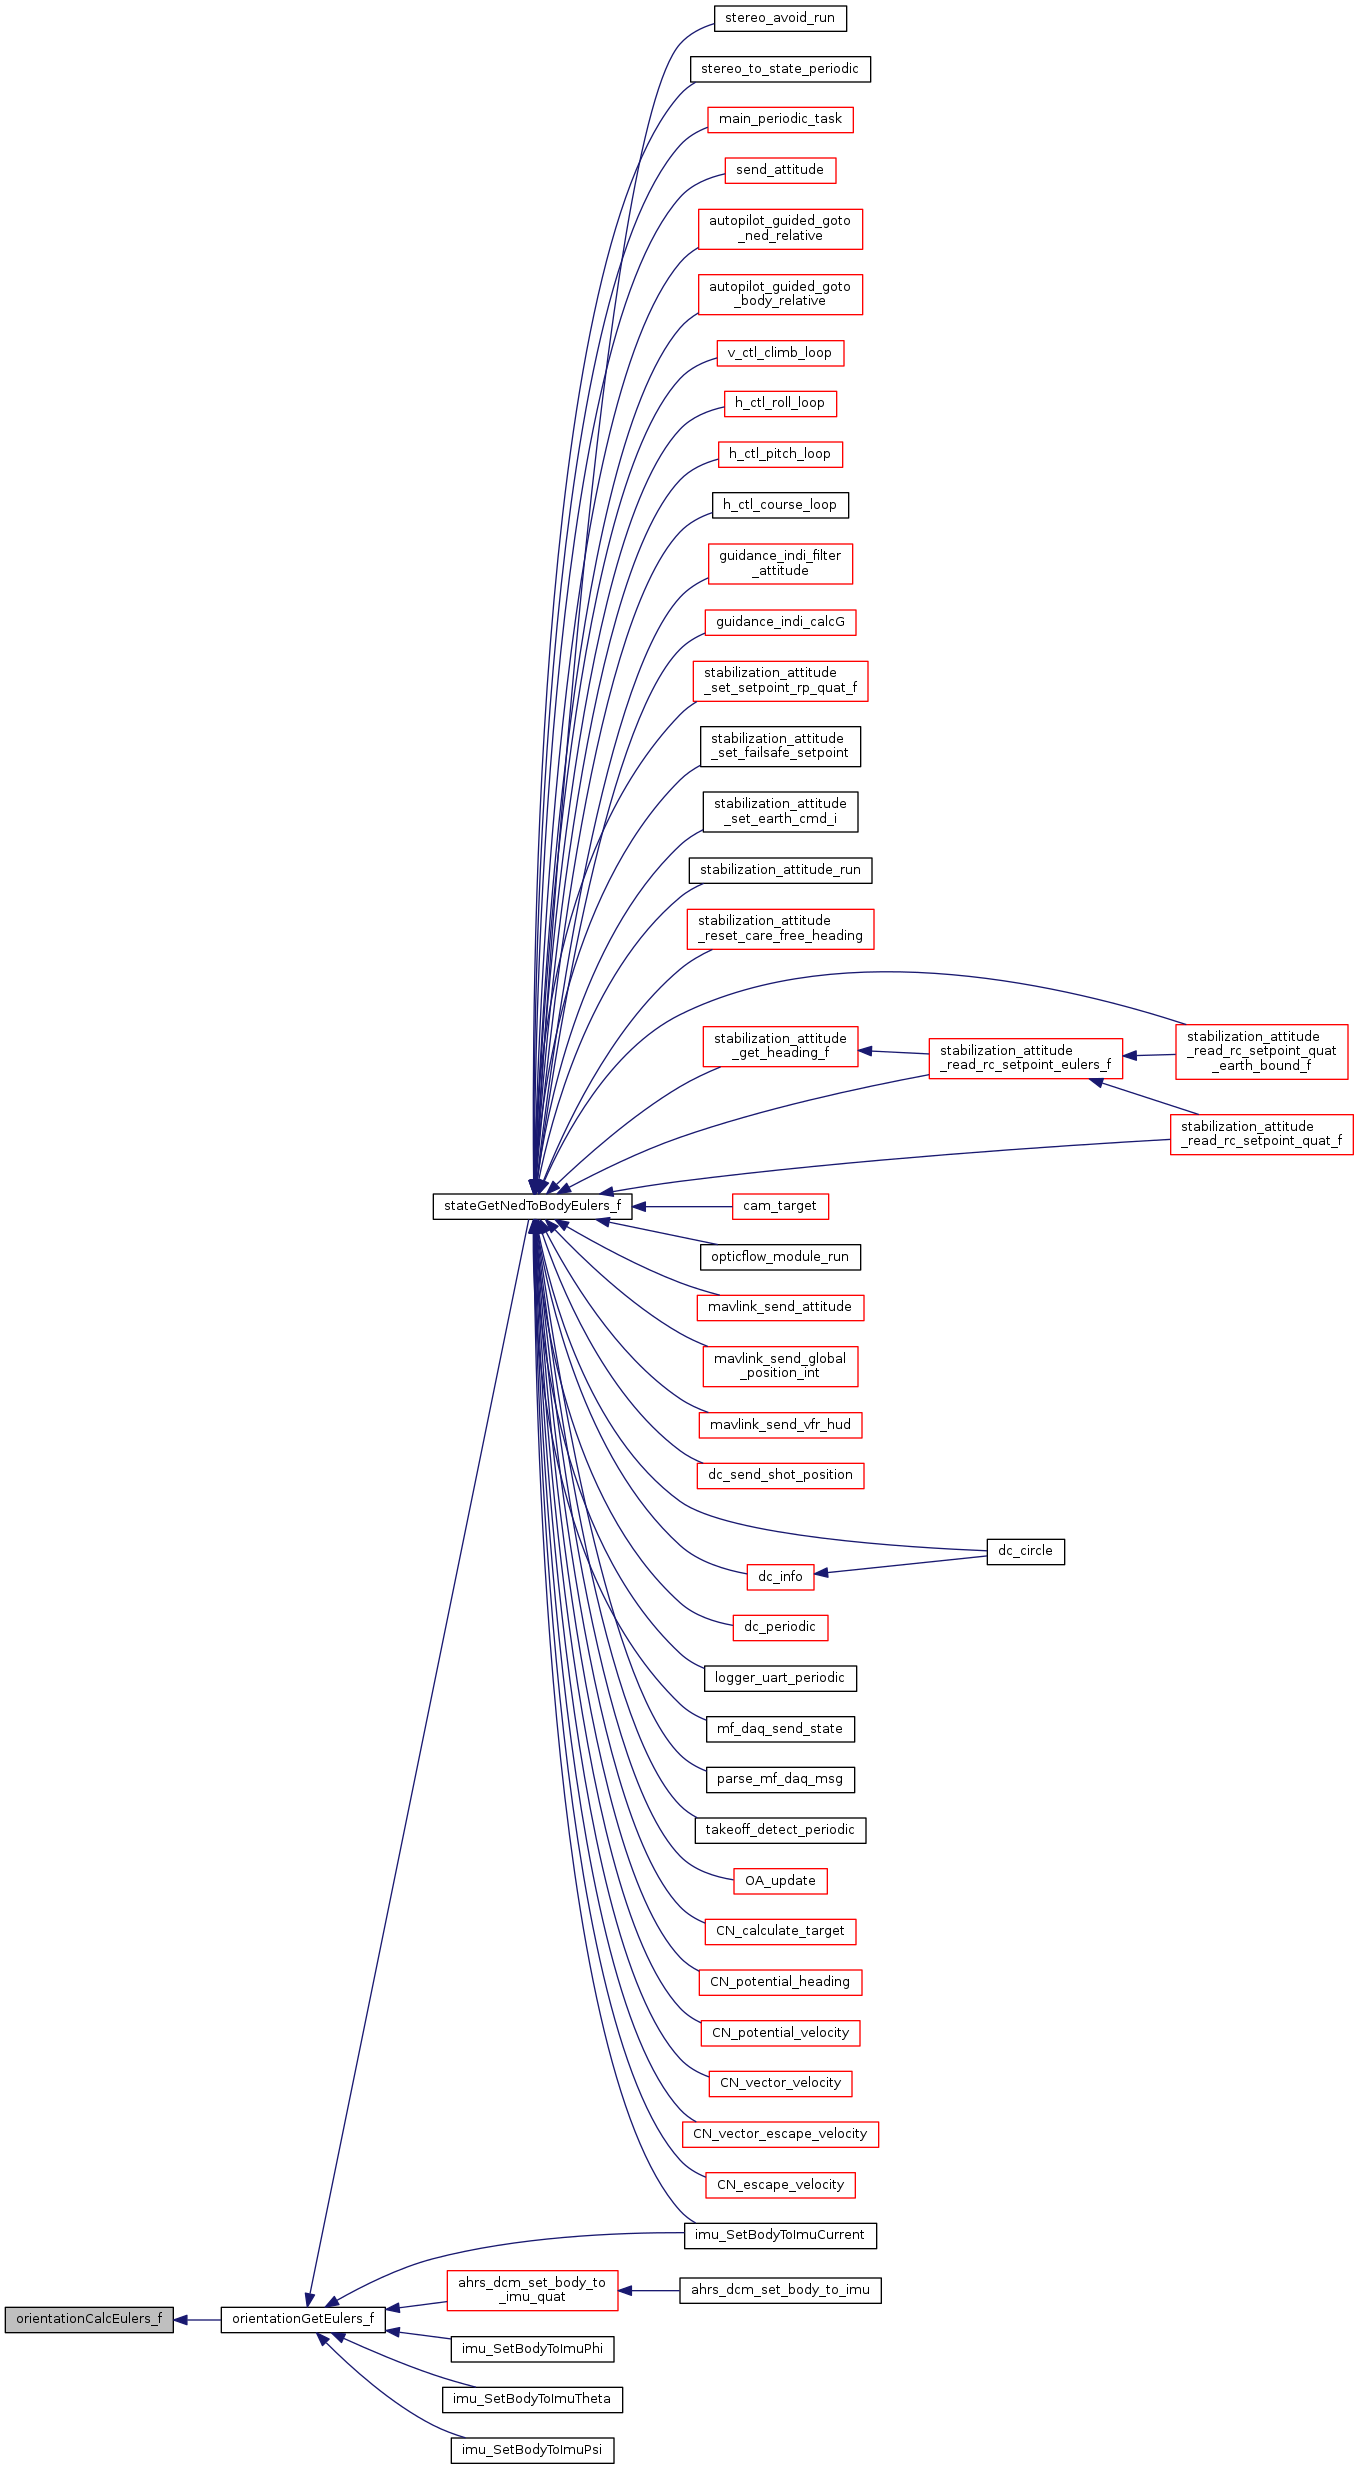 stereo_avoid_run
stereo_to_state_periodic
main_periodic_task
send_attitude
autopilot_guided_goto
_ned_relative
autopilot_guided_goto
_body_relative
v_ctl_climb_loop
h_ctl_roll_loop
h_ctl_pitch_loop
h_ctl_course_loop
guidance_indi_filter
_attitude
guidance_indi_calcG
stabilization_attitude
_set_setpoint_rp_quat_f
stabilization_attitude
_set_failsafe_setpoint
stabilization_attitude
_set_earth_cmd_i
stabilization_attitude_run
stabilization_attitude
_reset_care_free_heading
stabilization_attitude
_get_heading_f
stabilization_attitude
_read_rc_setpoint_eulers_f
stabilization_attitude
_read_rc_setpoint_quat
_earth_bound_f
stabilization_attitude
_read_rc_setpoint_quat_f
stateGetNedToBodyEulers_f
cam_target
opticflow_module_run
mavlink_send_attitude
mavlink_send_global
_position_int
mavlink_send_vfr_hud
dc_send_shot_position
dc_circle
dc_info
dc_periodic
logger_uart_periodic
mf_daq_send_state
parse_mf_daq_msg
takeoff_detect_periodic
OA_update
CN_calculate_target
CN_potential_heading
CN_potential_velocity
CN_vector_velocity
CN_vector_escape_velocity
CN_escape_velocity
imu_SetBodyToImuCurrent
ahrs_dcm_set_body_to
_imu_quat
ahrs_dcm_set_body_to_imu
orientationCalcEulers_f
orientationGetEulers_f
imu_SetBodyToImuPhi
imu_SetBodyToImuTheta
imu_SetBodyToImuPsi